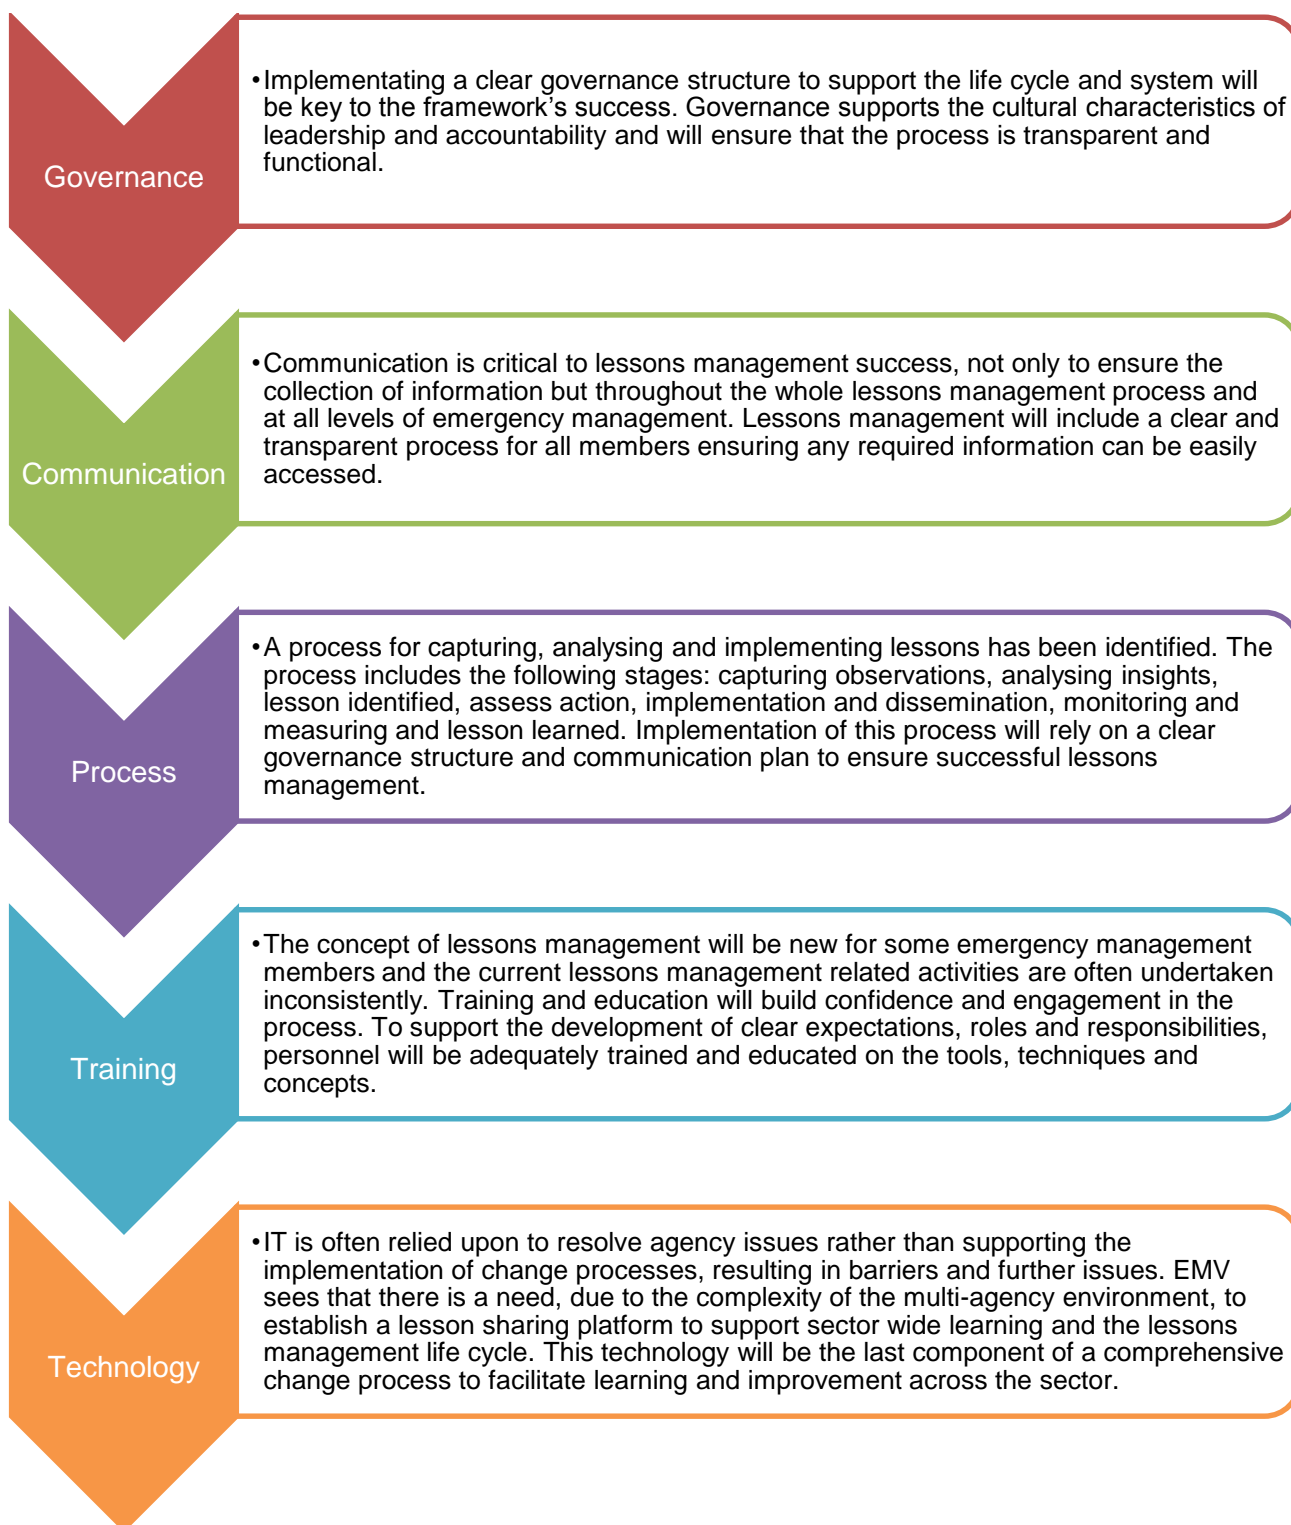 Governance
•Implementating a clear governance structure to support the life cycle and system will
be key to the framework's success. Governance supports the cultural characteristics of
leadership and accountability and will ensure that the process is transparent and
functional.
Communication
•Communication is critical to lessons management success, not only to ensure the
collection of information but throughout the whole lessons management process and
at all levels of emergency management. Lessons management will include a clear and
transparent process for all members ensuring any required information can be easily
accessed.
Process
•A process for capturing, analysing and implementing lessons has been identified. The
process includes the following stages: capturing observations, analysing insights,
lesson identified, assess action, implementation and dissemination, monitoring and
measuring and lesson learned. Implementation of this process will rely on a clear
governance structure and communication plan to ensure successful lessons
management.
Training
•The concept of lessons management will be new for some emergency management
members and the current lessons management related activities are often undertaken
inconsistently. Training and education will build confidence and engagement in the
process. To support the development of clear expectations, roles and responsibilities,
personnel will be adequately trained and educated on the tools, techniques and
concepts.
Technology
•IT is often relied upon to resolve agency issues rather than supporting the
implementation of change processes, resulting in barriers and further issues. EMV
sees that there is a need, due to the complexity of the multi-agency environment, to
establish a lesson sharing platform to support sector wide learning and the lessons
management life cycle. This technology will be the last component of a comprehensive
change process to facilitate learning and improvement across the sector.